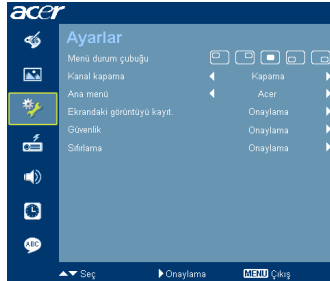 acer
Ayarlar
Menü durum çubuğu
Kanal kapama Kapama
Ana menü Acer
Ekrandaki görüntüyü kayıt. Onaylama
Güvenlik Onaylama
Sıfırlama Onaylama
ABC
Seç Onaylama MENU Çıkış